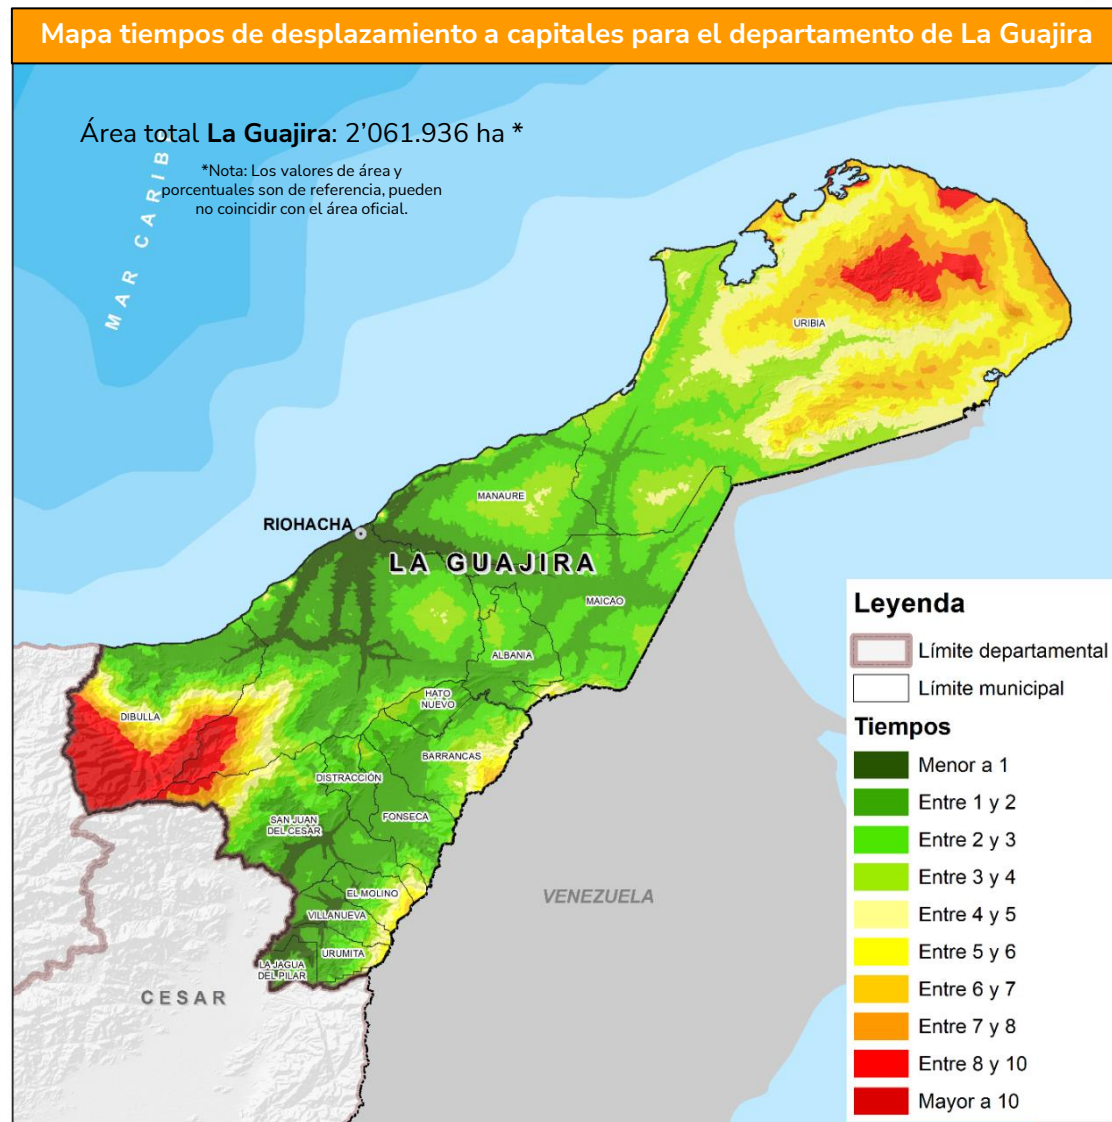 Mapa tiempos de desplazamiento a capitales para el departamento de La Guajira
Área total La Guajira: 2’061.936 ha *
*Nota: Los valores de área y
porcentuales son de referencia, pueden
no coincidir con el área oficial.
MAR CARIBE
URIBIA
MANAURE
RIOHACHA
LA GUAJIRA
MAICAO
ALBANIA
HATO
NUEVO
DIBULLA
BARRANCAS
DISTRACCIÓN
SAN JUAN
DEL CESAR
FONSECA
EL MOLINO
VILLANUEVA
URUMITA
LA JAGUA
DEL PILAR
CESAR
VENEZUELA
Leyenda
Límite departamental
Límite municipal
Tiempos
Menor a 1
Entre 1 y 2
Entre 2 y 3
Entre 3 y 4
Entre 4 y 5
Entre 5 y 6
Entre 6 y 7
Entre 7 y 8
Entre 8 y 10
Mayor a 10